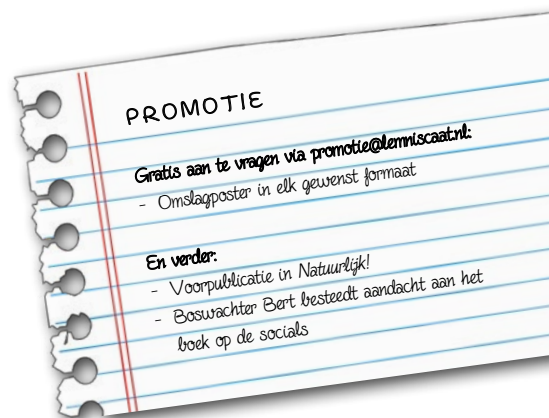 PROMOTIE
Gratis aan te vragen via promotie@lemniscaat.nl:
- Omslagposter in elk gewenst formaat
En verder:
- Voorpublicatie in Natuurlijk!
- Boswachter Bert besteedt aandacht aan het
boek op de socials